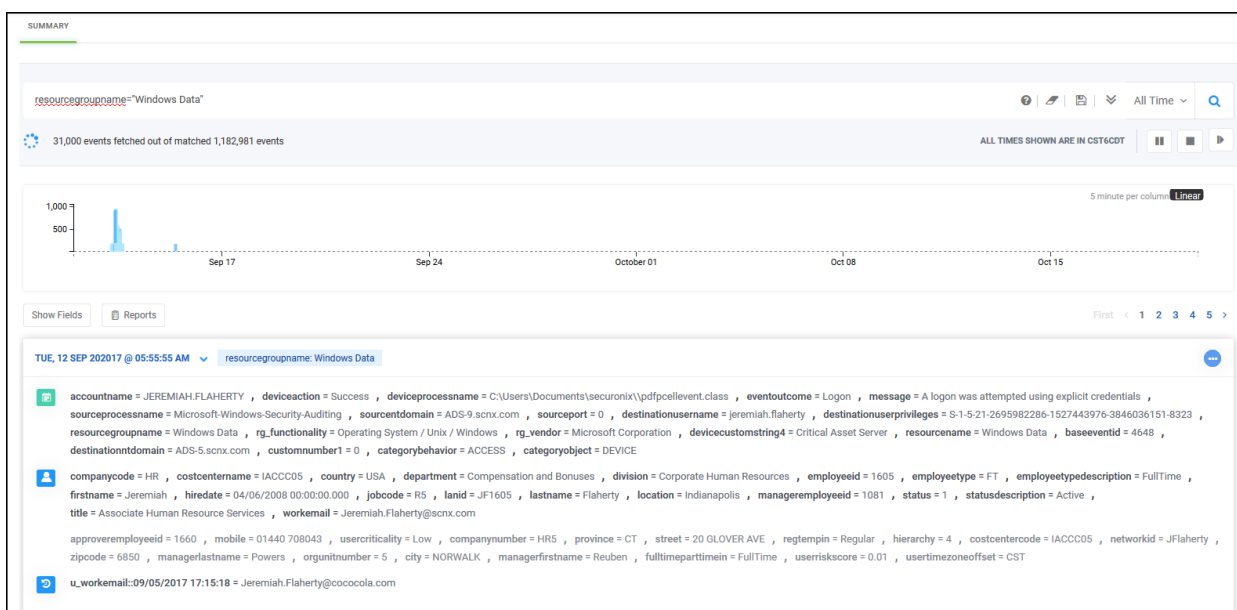 SUMMARY
resourcegroupname="Windows Data"
All Time
31,000 events fetched out of matched 1,182,981 events
ALL TIMES SHOWN ARE IN CST6CDT
5 minute per column Linear
1,000
500
Sep 17 Sep 24 October 01 Oct 08 Oct 15
Show Fields Reports First < 1 2 3 4 5 >
TUE, 12 SEP 202017 @ 05:55:55 AM resourcegroupname: Windows Data
accountname = JEREMIAH.FLAHERTY , deviceaction = Success , deviceprocessname = C:\Users\Documents\securonix\\pdfpcellevent.class , eventoutcome = Logon , message = A logon was attempted using explicit credentials ,
sourceprocessname = Microsoft-Windows-Security-Auditing , sourcentdomain = ADS-9.scnx.com , sourceport = 0 , destinationusername = jeremiah.flaherty , destinationuserprivileges = S-1-5-21-2695982286-1527443976-3846036151-8323 ,
resourcegroupname = Windows Data , rg_functionality = Operating System / Unix / Windows , rg_vendor = Microsoft Corporation , devicecustomstring4 = Critical Asset Server , resourcename = Windows Data , baseeventid = 4648 ,
destinationntdomain = ADS-5.scnx.com , customnumber1 = 0 , categorybehavior = ACCESS , categoryobject = DEVICE
companycode = HR , costcentername = IACCC05 , country = USA , department = Compensation and Bonuses , division = Corporate Human Resources , employeeid = 1605 , employeetype = FT , employeetypedescription = FullTime ,
firstname = Jeremiah , hiredate = 04/06/2008 00:00:00.000 , jobcode = R5 , lanid = JF1605 , lastname = Flaherty , location = Indianapolis , manageremployeeid = 1081 , status = 1 , statusdescription = Active ,
title = Associate Human Resource Services , workemail = Jeremiah.Flaherty@scnx.com
approveremployeeid = 1660 , mobile = 01440 708043 , usercriticality = Low , companynumber = HR5 , province = CT , street = 20 GLOVER AVE , regtempin = Regular , hierarchy = 4 , costcentercode = IACCC05 , networkid = JFlaherty ,
zipcode = 6850 , managerlastname = Powers , orgunitnumber = 5 , city = NORWALK , managerfirstname = Reuben , fulltimeparttimein = FullTime , userriskscore = 0.01 , usertimezoneoffset = CST
u_workemail::09/05/2017 17:15:18 = Jeremiah.Flaherty@cococola.com